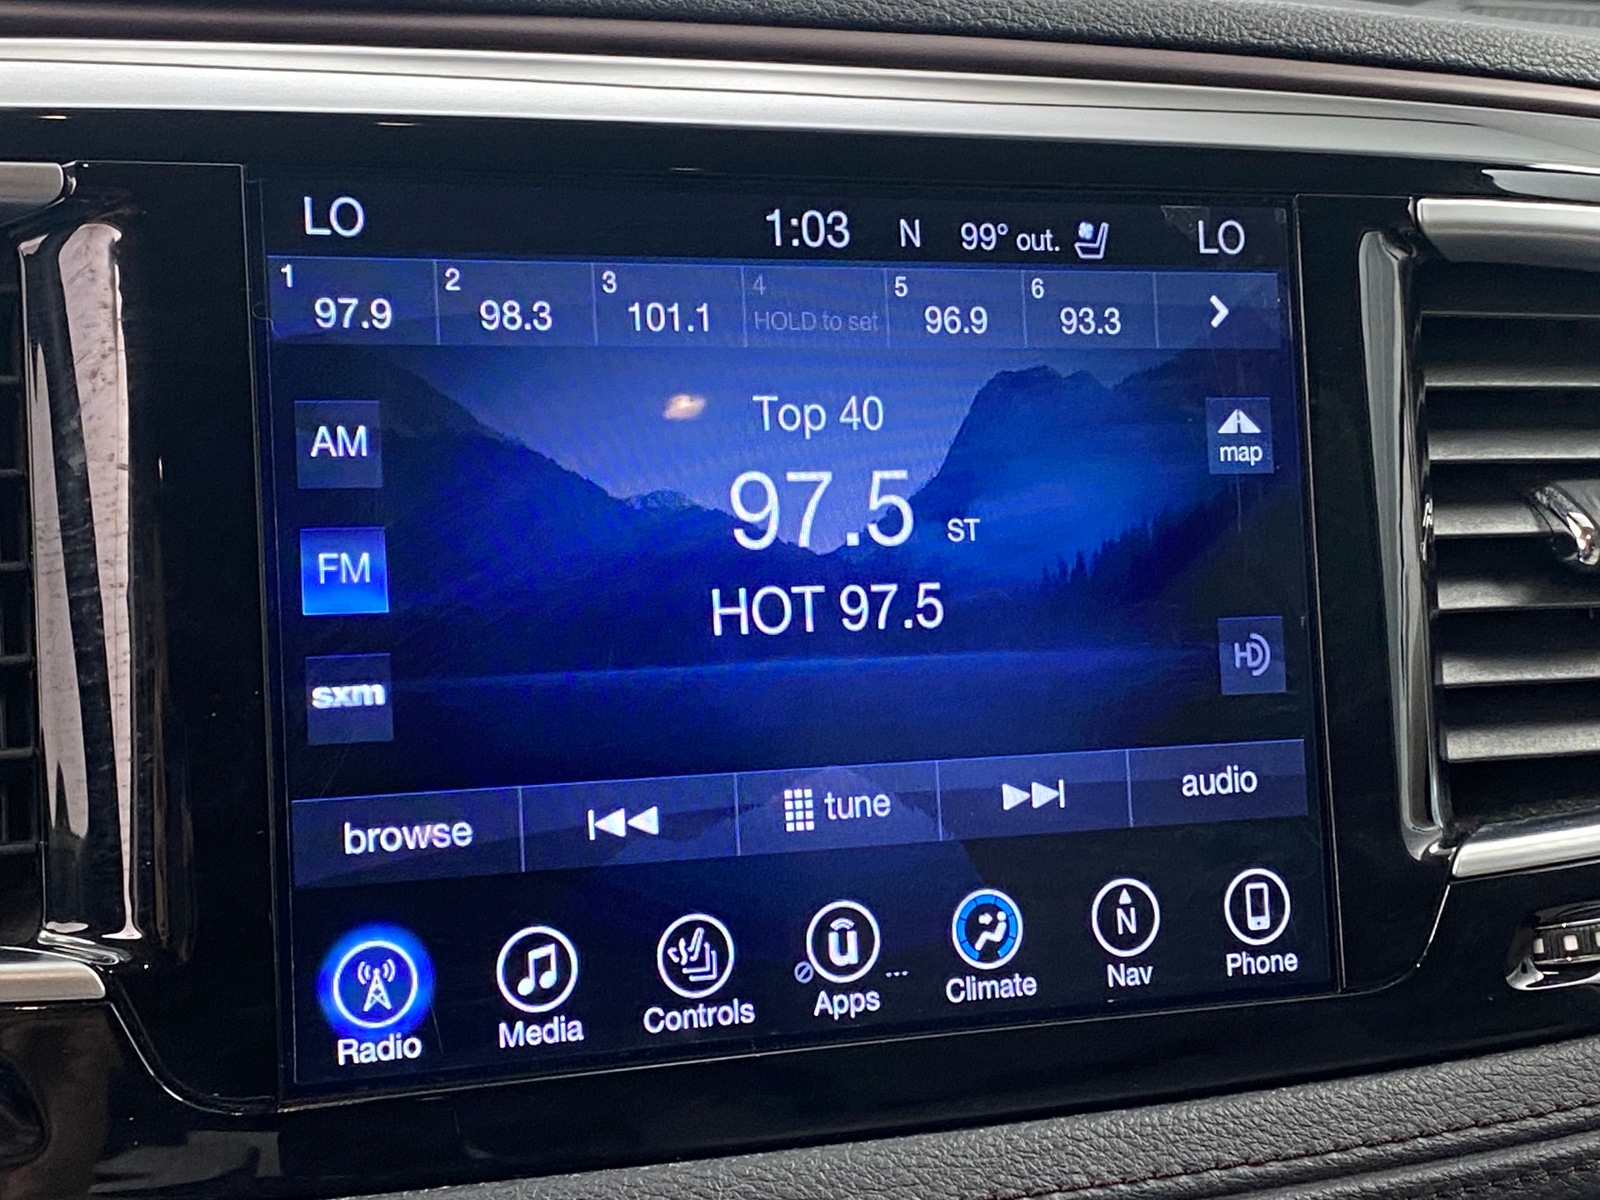 LO 1:03 N 99° out. LO
1 97.9 2 98.3 3 101.1 4 HOLD to set 5 96.9 6 93.3
Top 40
AM
map
97.5 ST
FM
HOT 97.5
HD
sxm
browse tune audio
Radio Media Controls ū Apps ... Climate N Nav Phone